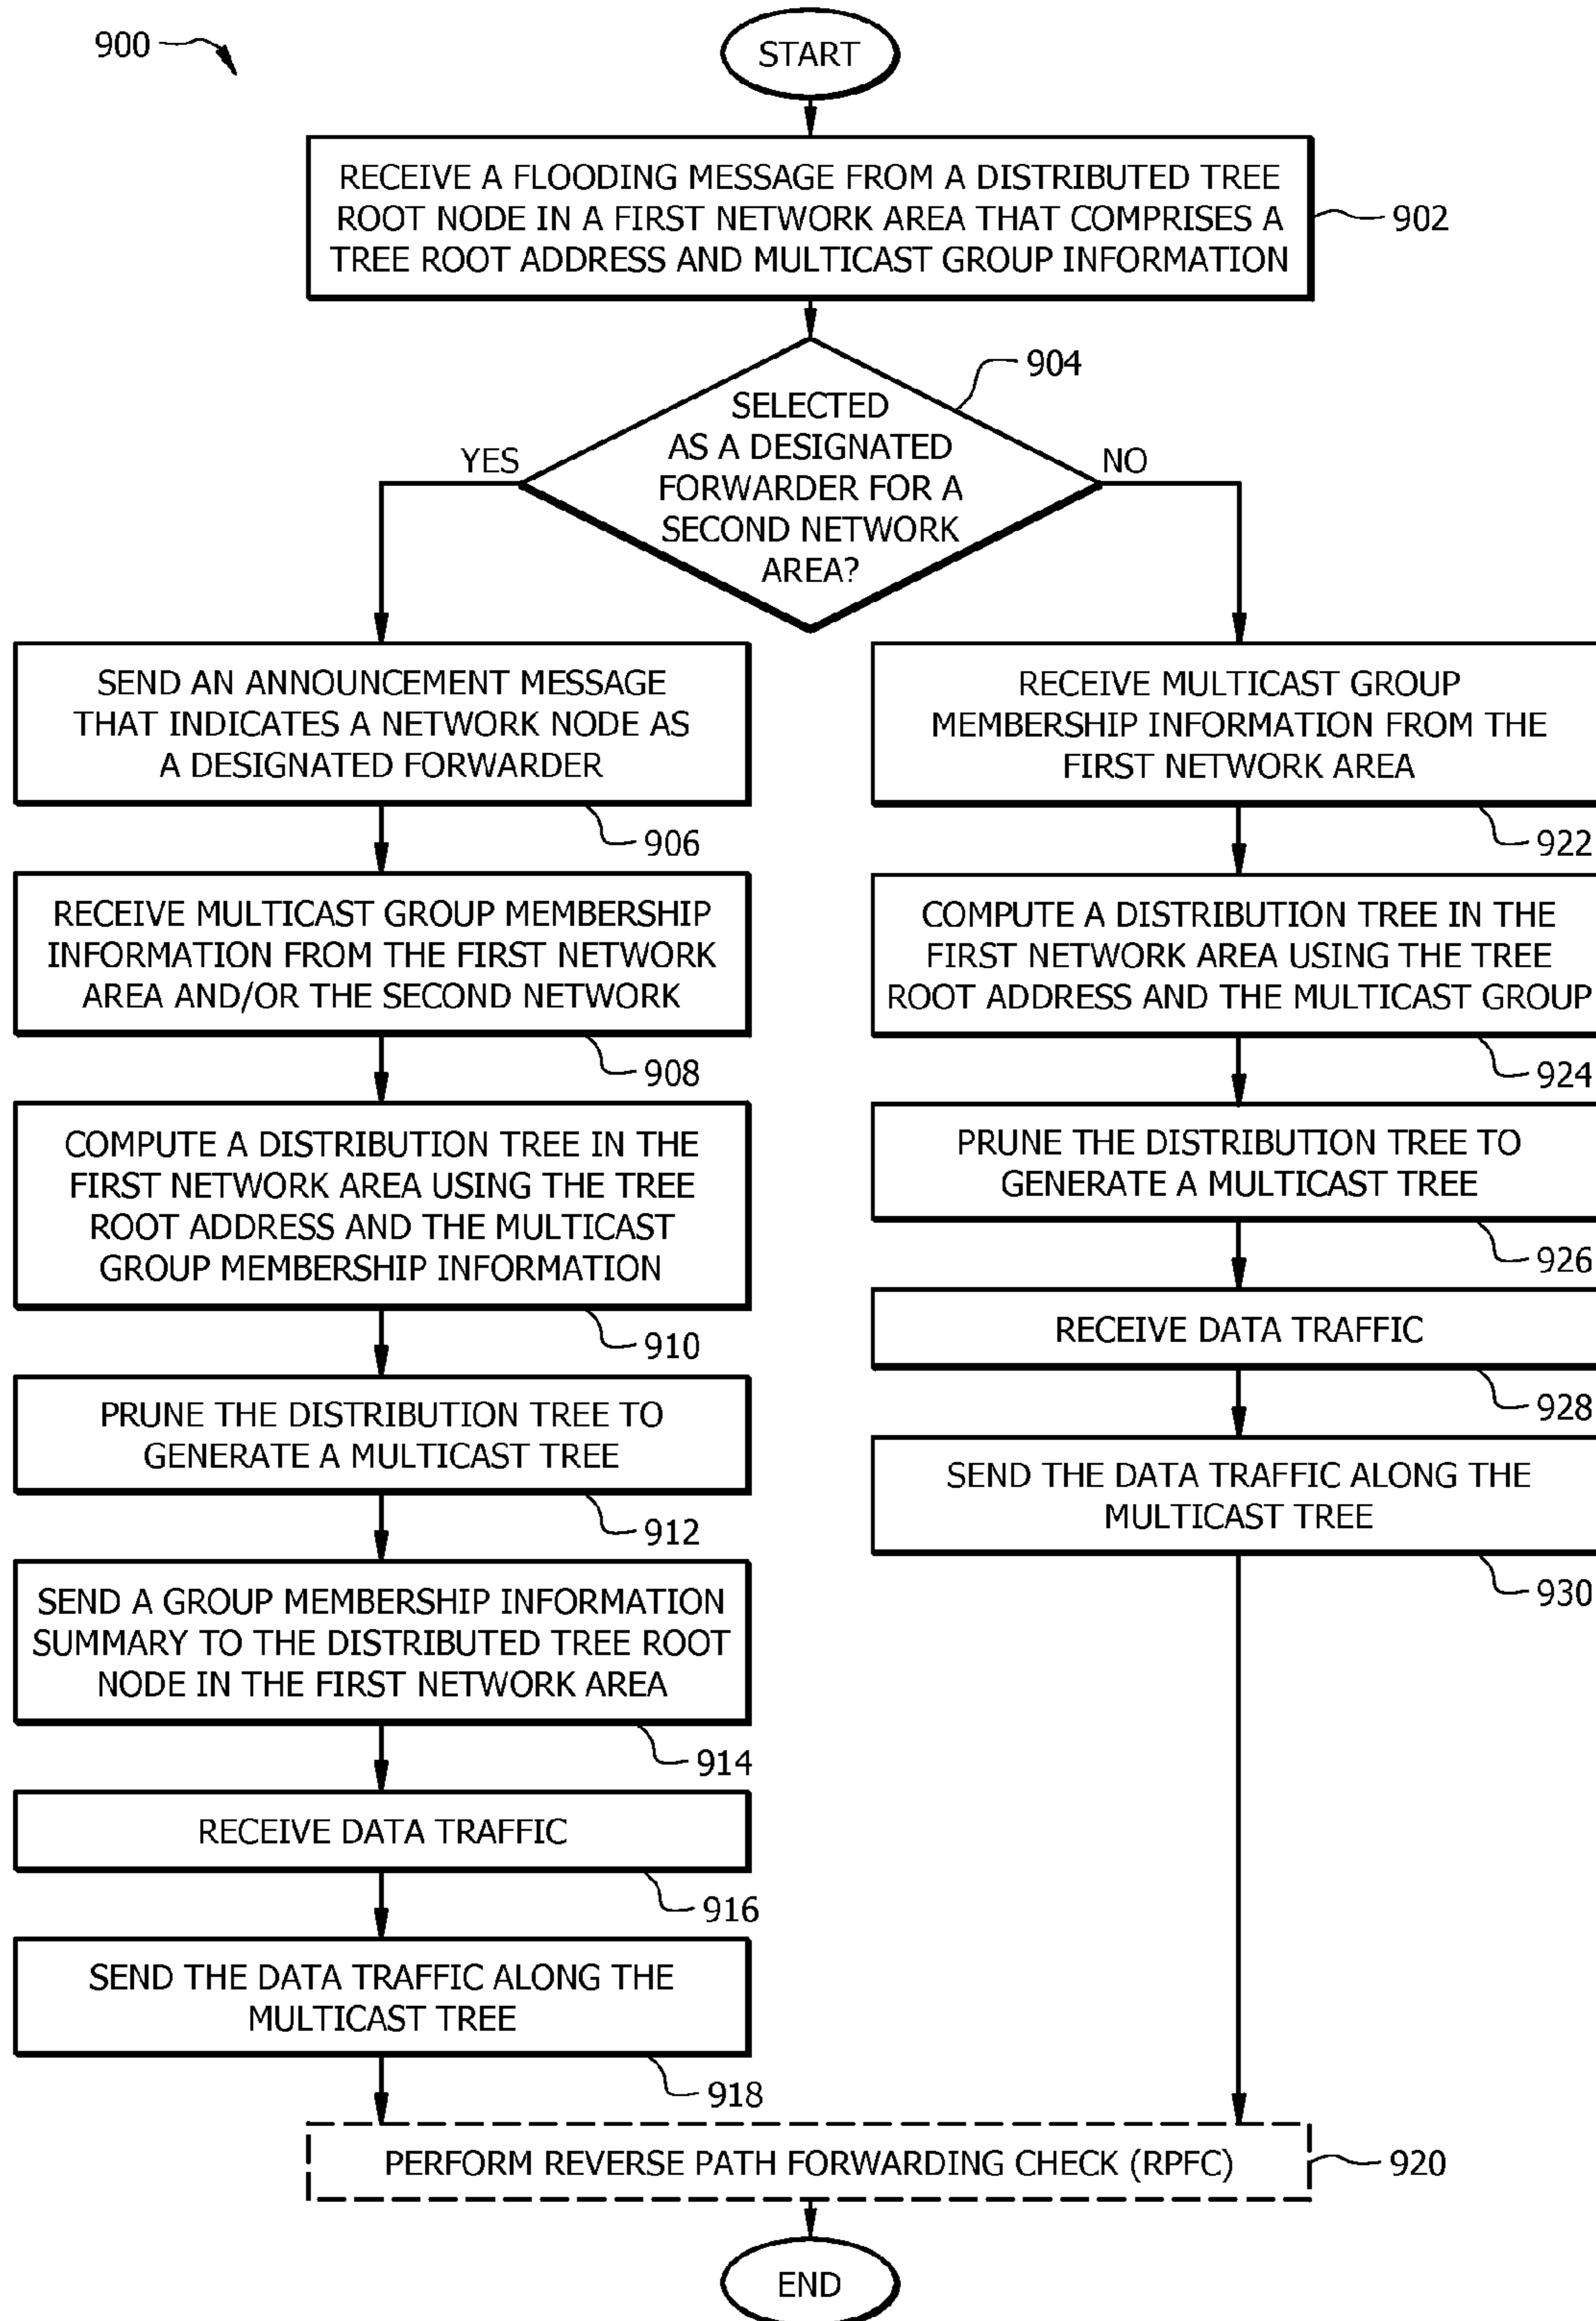 900
START
RECEIVE A FLOODING MESSAGE FROM A DISTRIBUTED TREE
ROOT NODE IN A FIRST NETWORK AREA THAT COMPRISES A
TREE ROOT ADDRESS AND MULTICAST GROUP INFORMATION
902
904
SELECTED
AS A DESIGNATED
FORWARDER FOR A
SECOND NETWORK
AREA?
YES
NO
SEND AN ANNOUNCEMENT MESSAGE
THAT INDICATES A NETWORK NODE AS
A DESIGNATED FORWARDER
906
RECEIVE MULTICAST GROUP MEMBERSHIP
INFORMATION FROM THE FIRST NETWORK
AREA AND/OR THE SECOND NETWORK
908
COMPUTE A DISTRIBUTION TREE IN THE
FIRST NETWORK AREA USING THE TREE
ROOT ADDRESS AND THE MULTICAST
GROUP MEMBERSHIP INFORMATION
910
PRUNE THE DISTRIBUTION TREE TO
GENERATE A MULTICAST TREE
912
SEND A GROUP MEMBERSHIP INFORMATION
SUMMARY TO THE DISTRIBUTED TREE ROOT
NODE IN THE FIRST NETWORK AREA
914
RECEIVE DATA TRAFFIC
916
SEND THE DATA TRAFFIC ALONG THE
MULTICAST TREE
918
RECEIVE MULTICAST GROUP
MEMBERSHIP INFORMATION FROM THE
FIRST NETWORK AREA
922
COMPUTE A DISTRIBUTION TREE IN THE
FIRST NETWORK AREA USING THE TREE
ROOT ADDRESS AND THE MULTICAST GROUP
924
PRUNE THE DISTRIBUTION TREE TO
GENERATE A MULTICAST TREE
926
RECEIVE DATA TRAFFIC
928
SEND THE DATA TRAFFIC ALONG THE
MULTICAST TREE
930
PERFORM REVERSE PATH FORWARDING CHECK (RPFC)
920
END